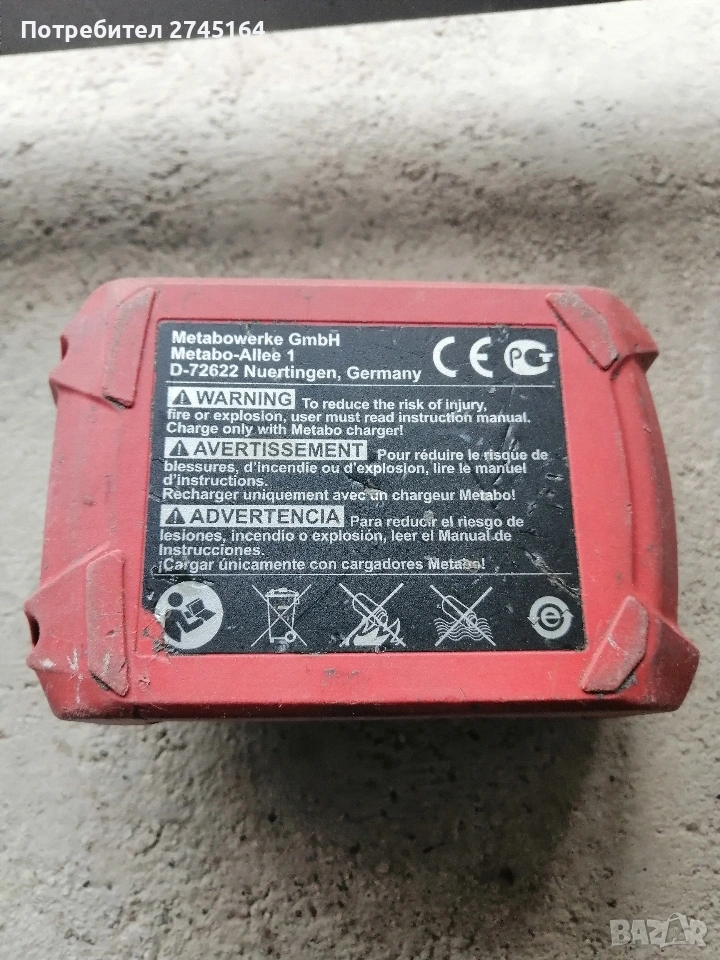 Потребител 2745164
Metabowerke GmbH
Metabo-Allee 1
D-72622 Nuertingen, Germany
CE
WARNING To reduce the risk of injury,
fire or explosion, user must read instruction manual.
Charge only with Metabo charger!
AVERTISSEMENT Pour réduire le risque de
blessures, d'incendie ou d'explosion, lire le manuel
d'instructions.
Recharger uniquement avec un chargeur Metabo!
ADVERTENCIA Para reducir el riesgo de
lesiones, incendio o explosión, leer el Manual de
Instrucciones.
¡Cargar únicamente con cargadores Metabo!
BAZAR